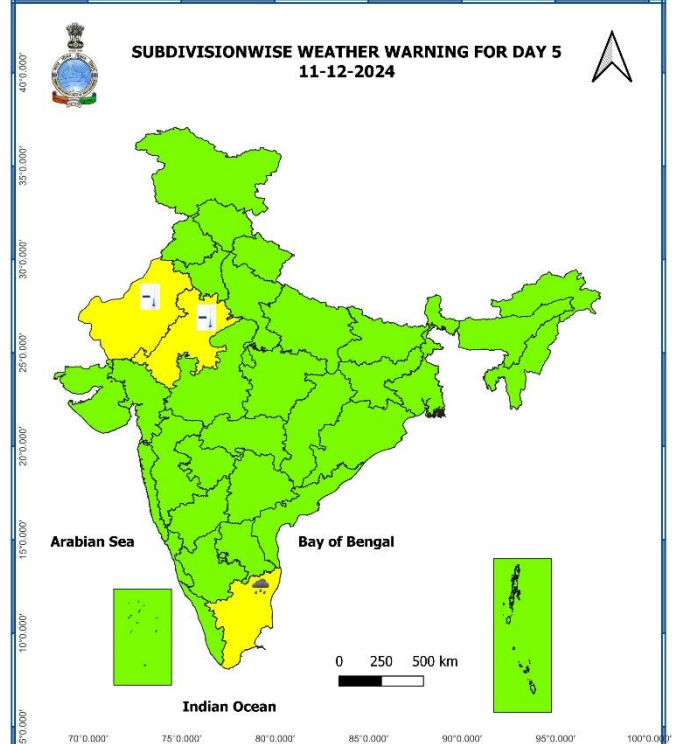 SUBDIVISIONWISE WEATHER WARNING FOR DAY 5
11-12-2024
40°0.000'
35°0.000'
30°0.000'
25°0.000'
20°0.000'
15°0.000'
10°0.000'
5°0.000'
Arabian Sea
Bay of Bengal
0 250 500 km
Indian Ocean
70°0.000' 75°0.000' 80°0.000' 85°0.000' 90°0.000' 95°0.000' 100°0.000'